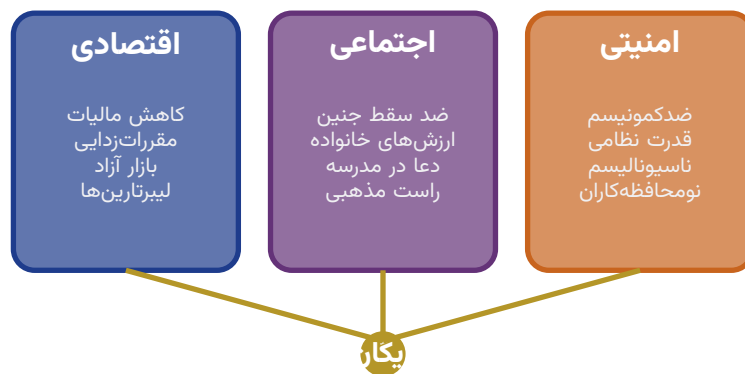 امنیتی
ضدکمونیسم
قدرت نظامی
ناسیونالیسم
نومحافظه‌کاران
اجتماعی
ضد سقط جنین
ارزش‌های خانواده
دعا در مدرسه
راست مذهبی
اقتصادی
کاهش مالیات
مقررات‌زدایی
بازار آزاد
لیبرتارین‌ها